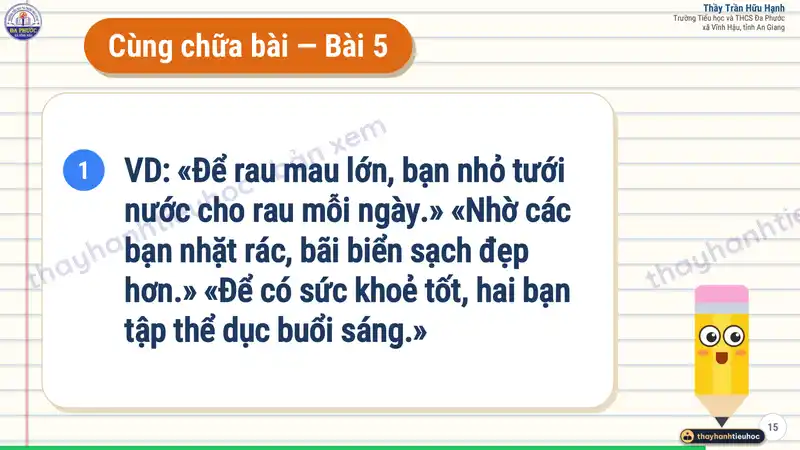 Thầy Trần Hữu Hạnh
Trường Tiểu học và THCS Đa Phước
xã Vĩnh Hậu, tỉnh An Giang
ĐA PHƯỚC
Cùng chữa bài – Bài 5
1
VD: «Để rau mau lớn, bạn nhỏ tưới
nước cho rau mỗi ngày.» «Nhờ các
bạn nhặt rác, bãi biển sạch đẹp
hơn.» «Để có sức khoẻ tốt, hai bạn
tập thể dục buổi sáng.»
thayhanhtieuhoc
15